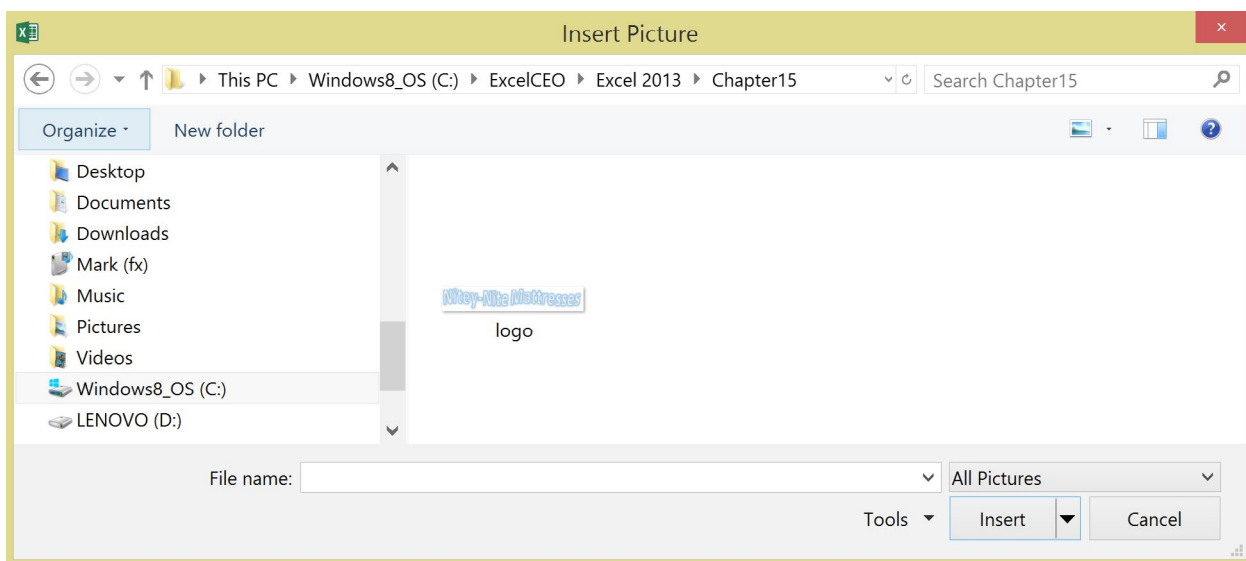 Insert Picture
This PC Windows8_OS (C:) ExcelCEO Excel 2013 Chapter15 Search Chapter15
Organize New folder
Desktop
Documents
Downloads
Mark (fx)
Music
Pictures
Videos
Windows8_OS (C:)
LENOVO (D:)
Nitey-Nite Mattresses
logo
File name: All Pictures
Tools Insert Cancel